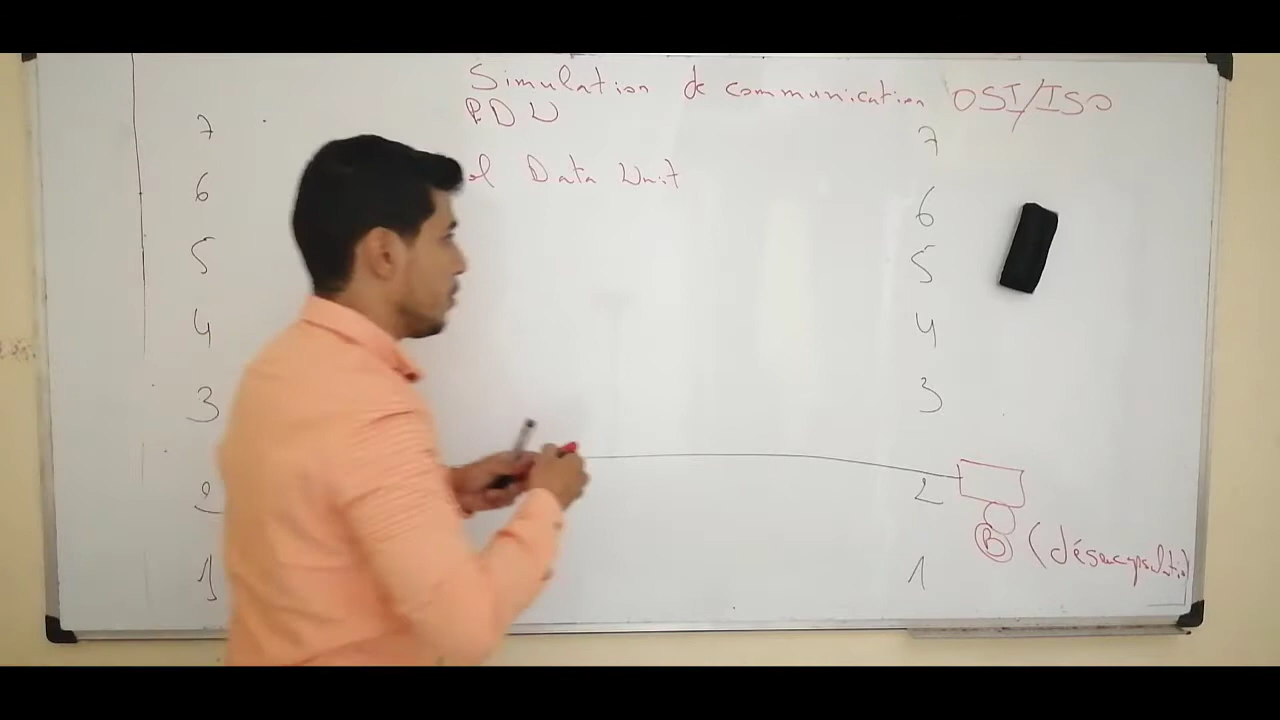 Simulation de communication OSI/ISO
PDU
ol Data Unit
7 7
6 6
5 5
4 4
3 3
2 2
1 1
B (désencapsulation)